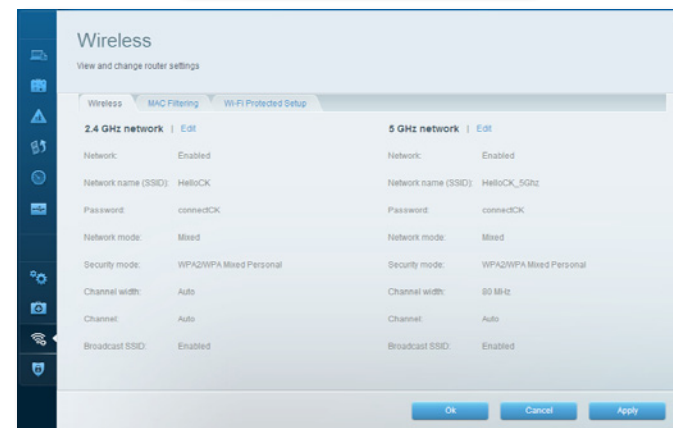 Wireless
View and change router settings
Wireless MAC Filtering Wi-Fi Protected Setup
2.4 GHz network | Edit 5 GHz network | Edit
Network: Enabled Network: Enabled
Network name (SSID): HelloCK Network name (SSID): HelloCK_5Ghz
Password: connectCK Password: connectCK
Network mode: Mixed Network mode: Mixed
Security mode: WPA2/WPA Mixed Personal Security mode: WPA2/WPA Mixed Personal
Channel width: Auto Channel width: 80 MHz
Channel: Auto Channel: Auto
Broadcast SSID: Enabled Broadcast SSID: Enabled
Ok Cancel Apply